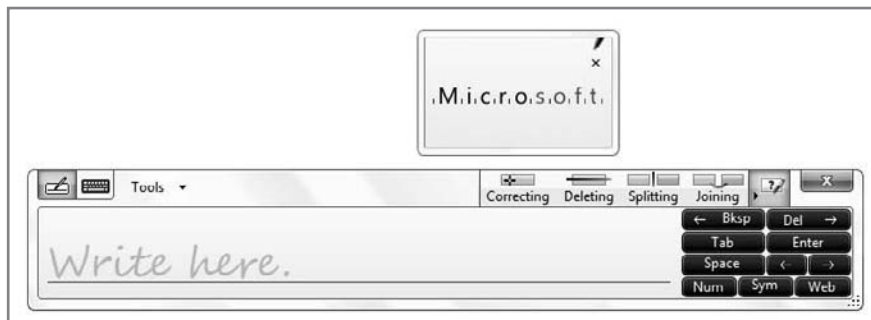 Microsoft
Tools
Correcting Deleting Splitting Joining
Write here.
← Bksp Del →
Tab Enter
Space ← →
Num Sym Web